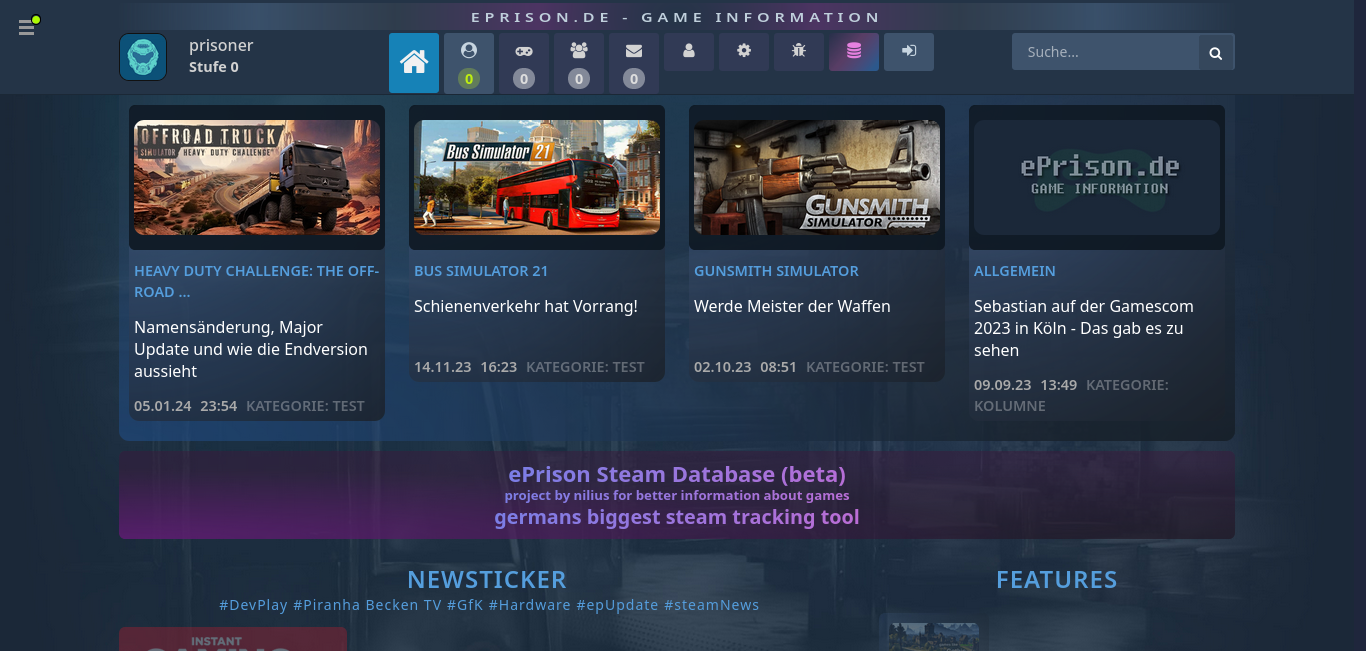 EPRISON.DE - GAME INFORMATION
prisoner
Stufe 0
0
0
0
0
Suche...
OFFROAD TRUCK
SIMULATOR HEAVY DUTY CHALLENGE
Bus Simulator 21
GUNSMITH
SIMULATOR
ePrison.de
GAME INFORMATION
HEAVY DUTY CHALLENGE: THE OFF-
ROAD ...
Namensänderung, Major
Update und wie die Endversion
aussieht
05.01.24 23:54 KATEGORIE: TEST
BUS SIMULATOR 21
Schienenverkehr hat Vorrang!
14.11.23 16:23 KATEGORIE: TEST
GUNSMITH SIMULATOR
Werde Meister der Waffen
02.10.23 08:51 KATEGORIE: TEST
ALLGEMEIN
Sebastian auf der Gamescom
2023 in Köln - Das gab es zu
sehen
09.09.23 13:49 KATEGORIE:
KOLUMNE
ePrison Steam Database (beta)
project by nilius for better information about games
germans biggest steam tracking tool
NEWSTICKER
#DevPlay #Piranha Becken TV #GfK #Hardware #epUpdate #steamNews
FEATURES
INSTANT
GAMING